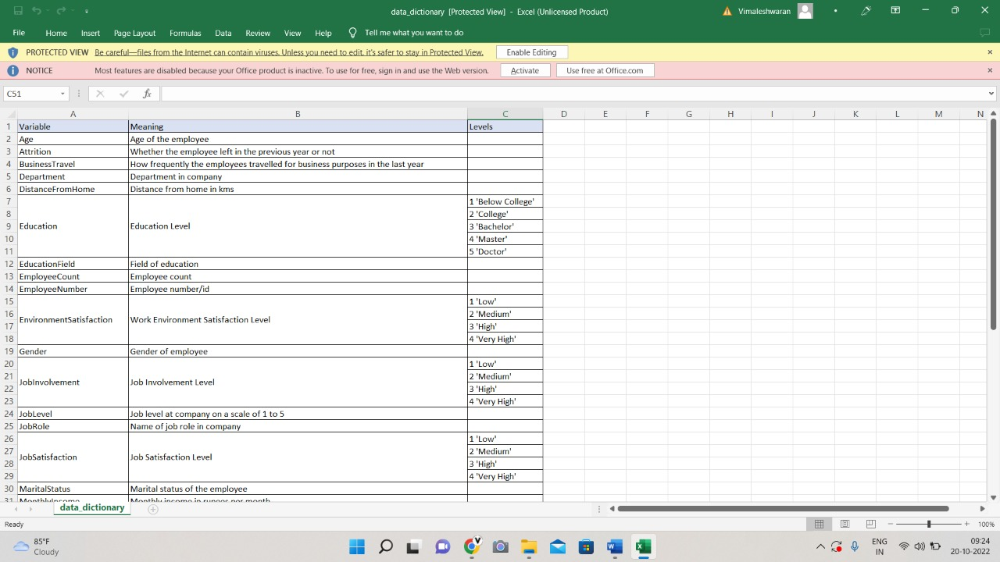 data_dictionary [Protected View] - Excel (Unlicensed Product) Vimaleshwaran
File Home Insert Page Layout Formulas Data Review View Help Tell me what you want to do
PROTECTED VIEW Be careful—files from the Internet can contain viruses. Unless you need to edit, it's safer to stay in Protected View. Enable Editing
NOTICE Most features are disabled because your Office product is inactive. To use for free, sign in and use the Web version. Activate Use free at Office.com
C51 fx
A B C D E F G H I J K L M N
1 Variable Meaning Levels
2 Age Age of the employee
3 Attrition Whether the employee left in the previous year or not
4 BusinessTravel How frequently the employees travelled for business purposes in the last year
5 Department Department in company
6 DistanceFromHome Distance from home in kms
7 1 'Below College'
8 2 'College'
9 Education Education Level 3 'Bachelor'
10 4 'Master'
11 5 'Doctor'
12 EducationField Field of education
13 EmployeeCount Employee count
14 EmployeeNumber Employee number/id
15 1 'Low'
16 2 'Medium'
EnvironmentSatisfaction Work Environment Satisfaction Level
17 3 'High'
18 4 'Very High'
19 Gender Gender of employee
20 1 'Low'
21 2 'Medium'
JobInvolvement Job Involvement Level
22 3 'High'
23 4 'Very High'
24 JobLevel Job level at company on a scale of 1 to 5
25 JobRole Name of job role in company
26 1 'Low'
27 2 'Medium'
JobSatisfaction Job Satisfaction Level
28 3 'High'
29 4 'Very High'
30 MaritalStatus Marital status of the employee
31 MonthlyIncome Monthly income in rupees per month
data_dictionary
Ready 100%
85°F
Cloudy
ENG
IN
09:24
20-10-2022